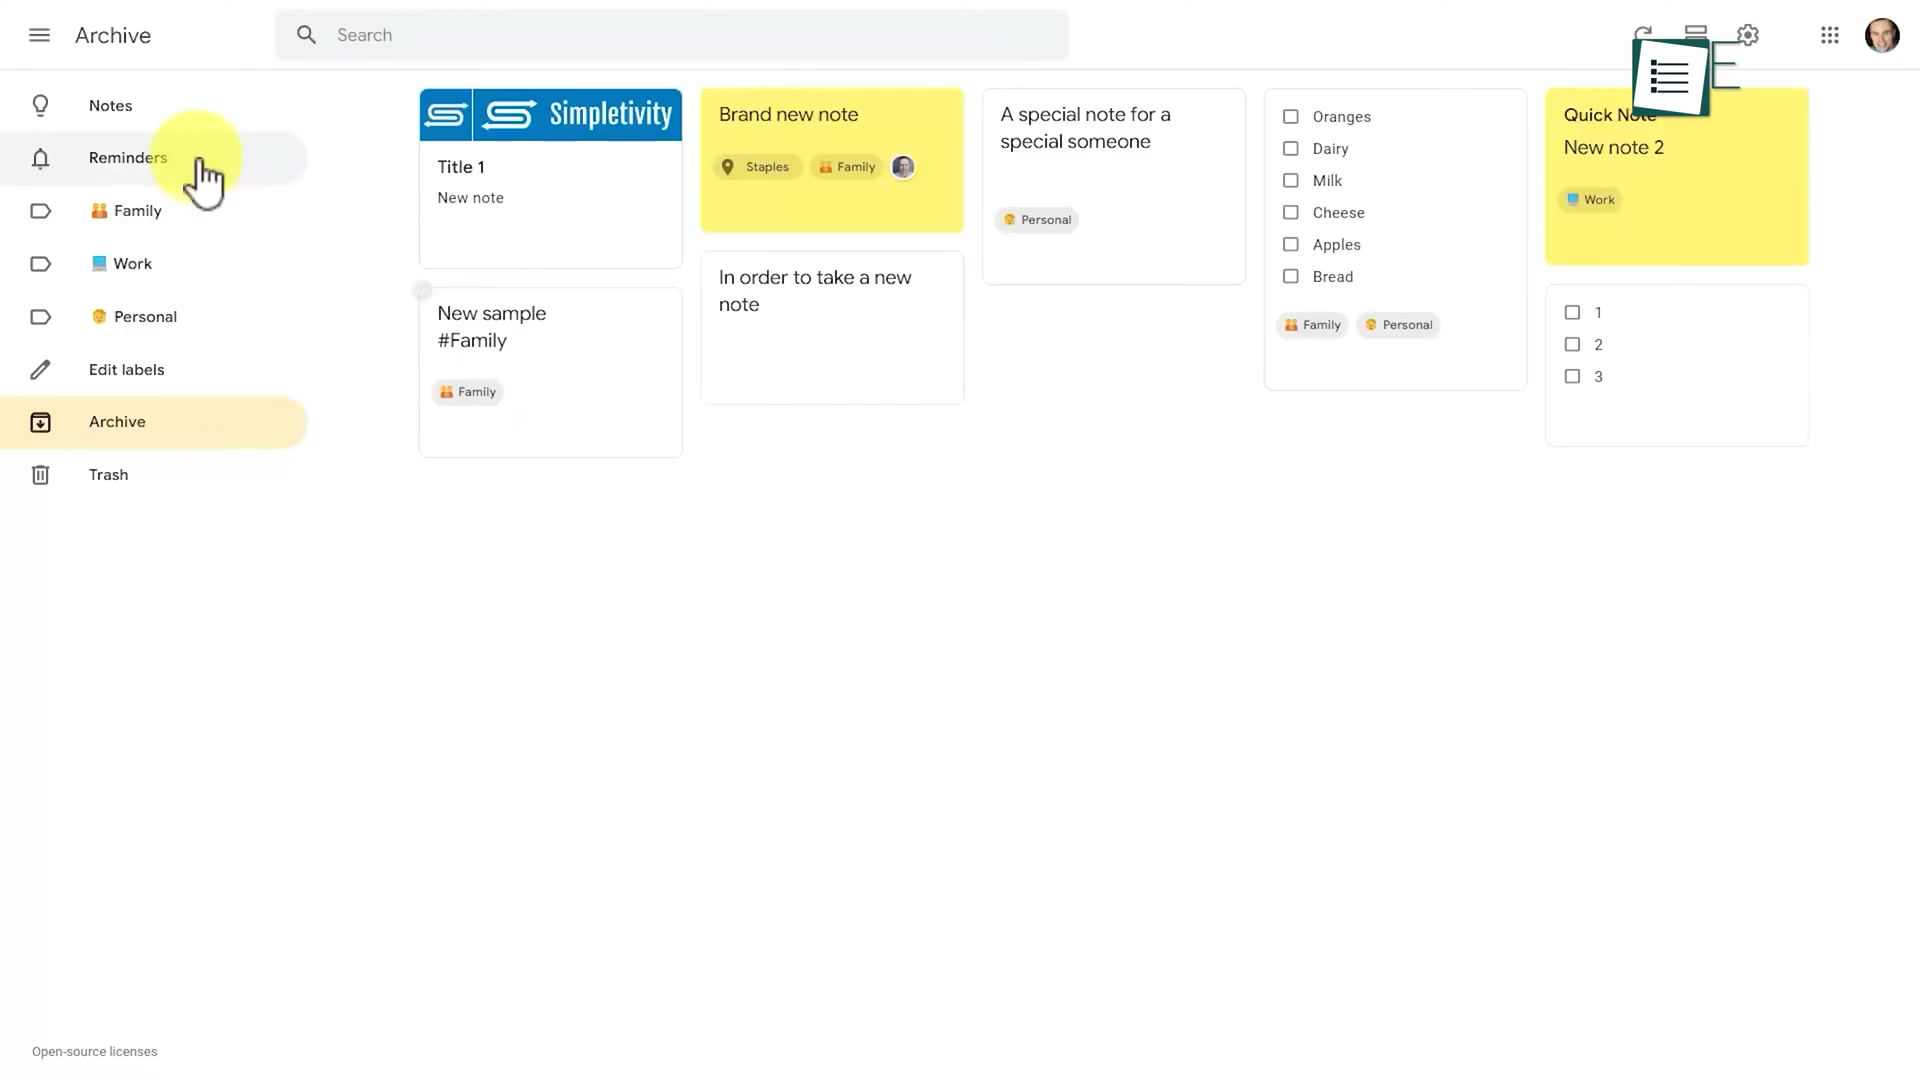 Archive
Search
Notes
Reminders
Family
Work
Personal
Edit labels
Archive
Trash
Simpletivity
Title 1
New note
New sample
#Family
Family
Brand new note
Staples
Family
In order to take a new
note
A special note for a
special someone
Personal
Oranges
Dairy
Milk
Cheese
Apples
Bread
Family
Personal
Quick Note
New note 2
Work
1
2
3
Open-source licenses